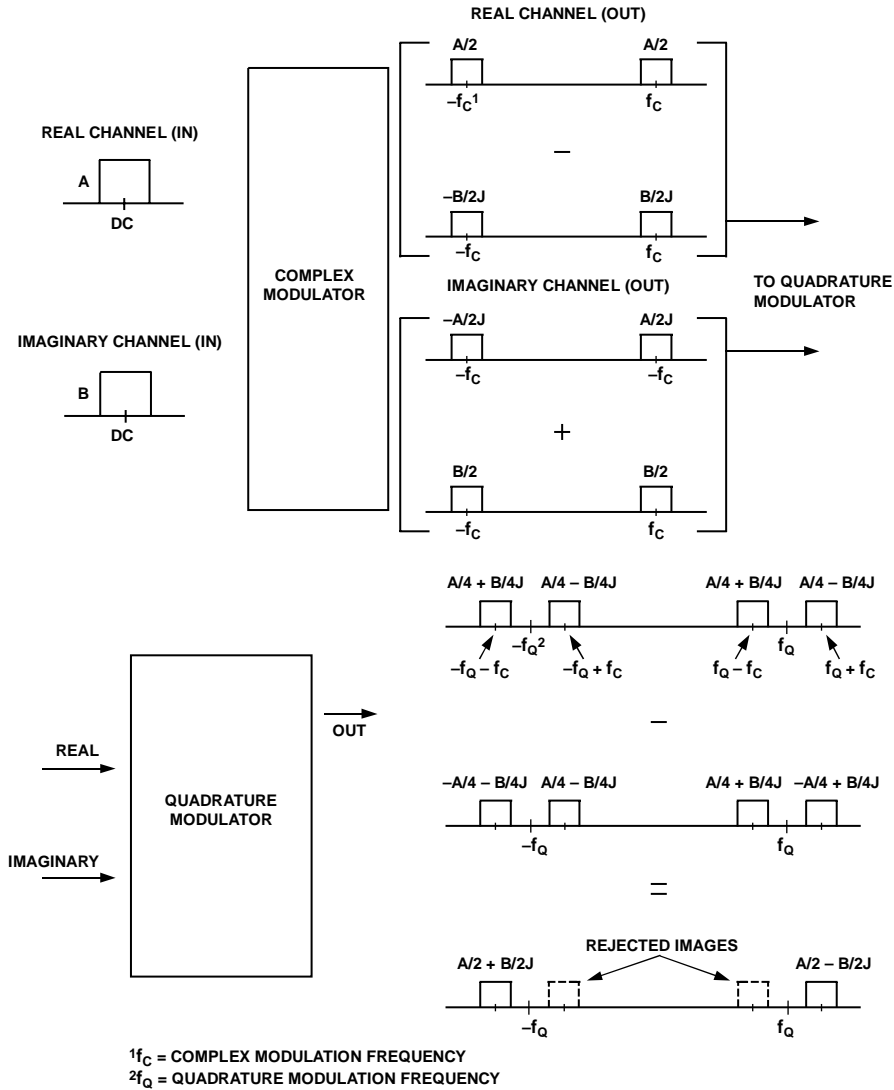 REAL CHANNEL (OUT)
A/2 A/2
–fC1 fC
REAL CHANNEL (IN)
A
DC
–
–B/2J B/2J
–fC fC
COMPLEX
MODULATOR
IMAGINARY CHANNEL (OUT)
TO QUADRATURE
MODULATOR
–A/2J A/2J
–fC –fC
IMAGINARY CHANNEL (IN)
B
DC
+
B/2 B/2
–fC fC
A/4 + B/4J A/4 – B/4J A/4 + B/4J A/4 – B/4J
–fQ2 fQ
–fQ – fC –fQ + fC fQ – fC fQ + fC
OUT
–
REAL
–A/4 – B/4J A/4 – B/4J A/4 + B/4J –A/4 + B/4J
QUADRATURE
MODULATOR
–fQ fQ
IMAGINARY
=
REJECTED IMAGES
A/2 + B/2J A/2 – B/2J
–fQ fQ
1fC = COMPLEX MODULATION FREQUENCY
2fQ = QUADRATURE MODULATION FREQUENCY